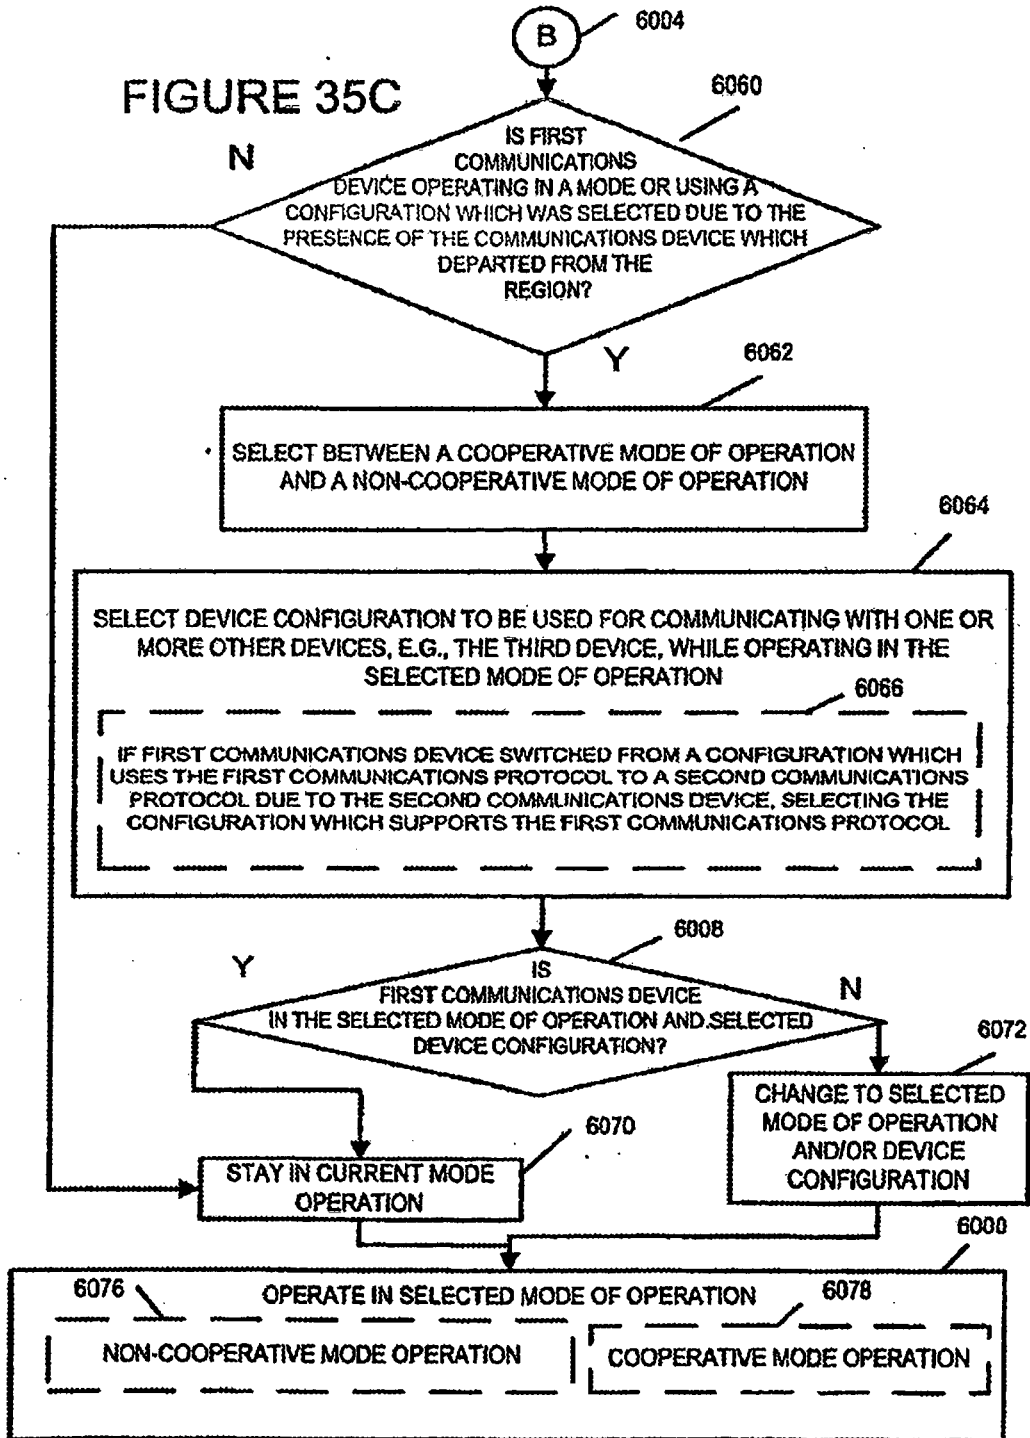 B
6004
FIGURE 35C
6060
N
IS FIRST
COMMUNICATIONS
DEVICE OPERATING IN A MODE OR USING A
CONFIGURATION WHICH WAS SELECTED DUE TO THE
PRESENCE OF THE COMMUNICATIONS DEVICE WHICH
DEPARTED FROM THE
REGION?
Y
6062
SELECT BETWEEN A COOPERATIVE MODE OF OPERATION
AND A NON-COOPERATIVE MODE OF OPERATION
6064
SELECT DEVICE CONFIGURATION TO BE USED FOR COMMUNICATING WITH ONE OR
MORE OTHER DEVICES, E.G., THE THIRD DEVICE, WHILE OPERATING IN THE
SELECTED MODE OF OPERATION
6066
IF FIRST COMMUNICATIONS DEVICE SWITCHED FROM A CONFIGURATION WHICH
USES THE FIRST COMMUNICATIONS PROTOCOL TO A SECOND COMMUNICATIONS
PROTOCOL DUE TO THE SECOND COMMUNICATIONS DEVICE, SELECTING THE
CONFIGURATION WHICH SUPPORTS THE FIRST COMMUNICATIONS PROTOCOL
6008
Y
IS
FIRST COMMUNICATIONS DEVICE
IN THE SELECTED MODE OF OPERATION AND SELECTED
DEVICE CONFIGURATION?
N
6072
CHANGE TO SELECTED
MODE OF OPERATION
AND/OR DEVICE
CONFIGURATION
6070
STAY IN CURRENT MODE
OPERATION
6000
OPERATE IN SELECTED MODE OF OPERATION
6076
NON-COOPERATIVE MODE OPERATION
6078
COOPERATIVE MODE OPERATION